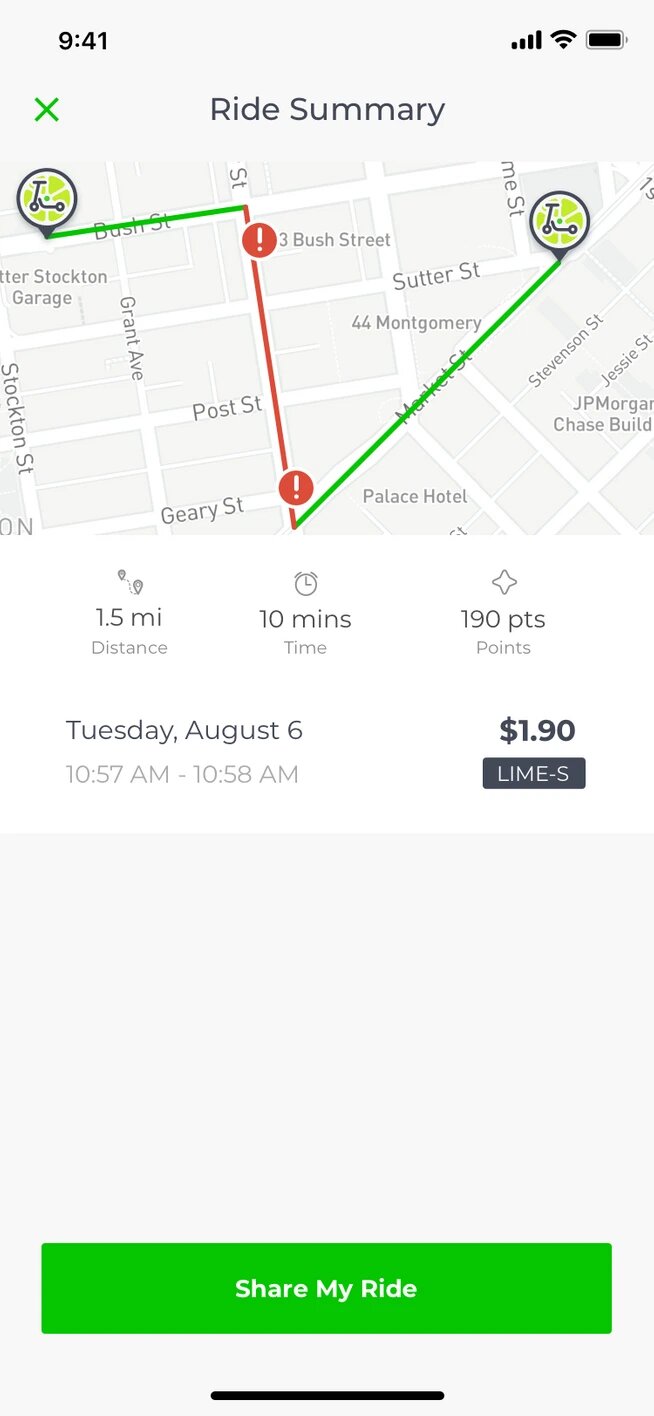 9:41
Ride Summary
St
me St
Bush St
3 Bush Street
Sutter St
tter Stockton
Garage
Grant Ave
44 Montgomery
Stevenson St
Jessie St
Stockton St
Market St
Post St
JPMorgan
Chase Build
Geary St
Palace Hotel
ON
St
1.5 mi
10 mins
190 pts
Distance
Time
Points
Tuesday, August 6
$1.90
10:57 AM - 10:58 AM
LIME-S
Share My Ride